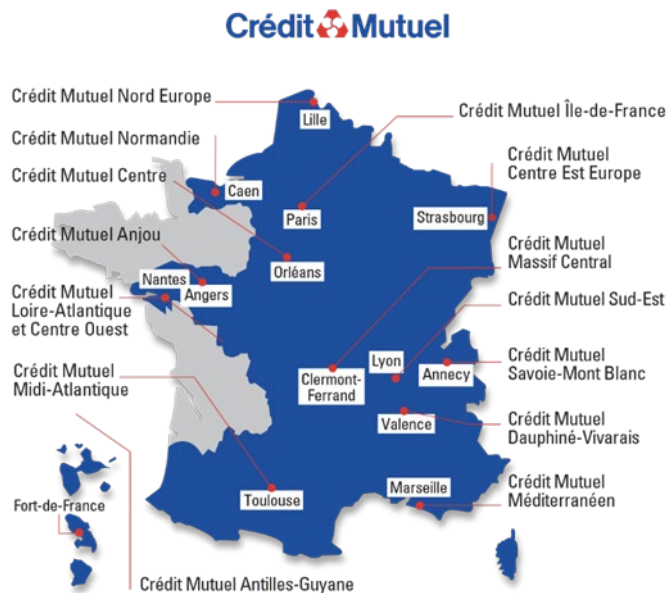 Crédit Mutuel
Crédit Mutuel Nord Europe
Crédit Mutuel Île-de-France
Lille
Crédit Mutuel Normandie
Crédit Mutuel
Centre Est Europe
Crédit Mutuel Centre
Caen
Paris
Strasbourg
Crédit Mutuel Anjou
Crédit Mutuel
Massif Central
Orléans
Nantes
Angers
Crédit Mutuel
Loire-Atlantique
et Centre Ouest
Crédit Mutuel Sud-Est
Lyon
Annecy
Clermont-
Ferrand
Crédit Mutuel
Savoie-Mont Blanc
Crédit Mutuel
Midi-Atlantique
Valence
Crédit Mutuel
Dauphiné-Vivarais
Marseille
Toulouse
Crédit Mutuel
Méditerranéen
Fort-de-France
Crédit Mutuel Antilles-Guyane